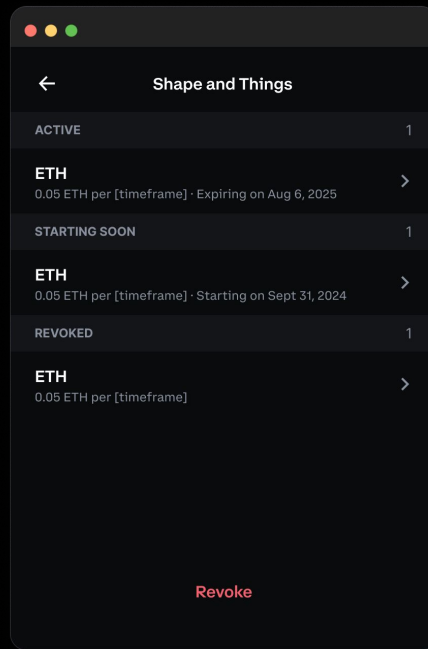 Shape and Things
ACTIVE 1
ETH
0.05 ETH per [timeframe] · Expiring on Aug 6, 2025
STARTING SOON 1
ETH
0.05 ETH per [timeframe] · Starting on Sept 31, 2024
REVOKED 1
ETH
0.05 ETH per [timeframe]
Revoke